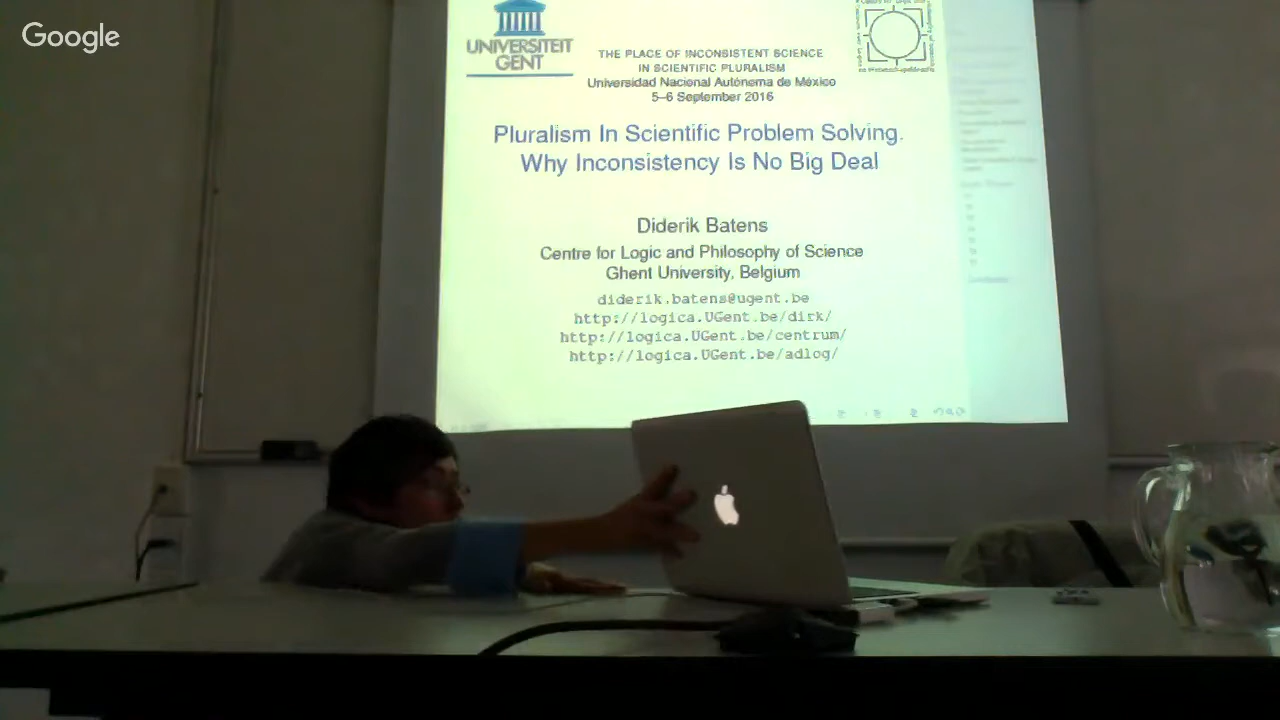 Google
UNIVERSITEIT
GENT
THE PLACE OF INCONSISTENT SCIENCE
IN SCIENTIFIC PLURALISM
Universidad Nacional Autónoma de México
5–6 September 2016
Pluralism In Scientific Problem Solving.
Why Inconsistency Is No Big Deal
Diderik Batens
Centre for Logic and Philosophy of Science
Ghent University, Belgium
diderik.batens@ugent.be
http://logica.UGent.be/dirk/
http://logica.UGent.be/centrum/
http://logica.UGent.be/adlog/